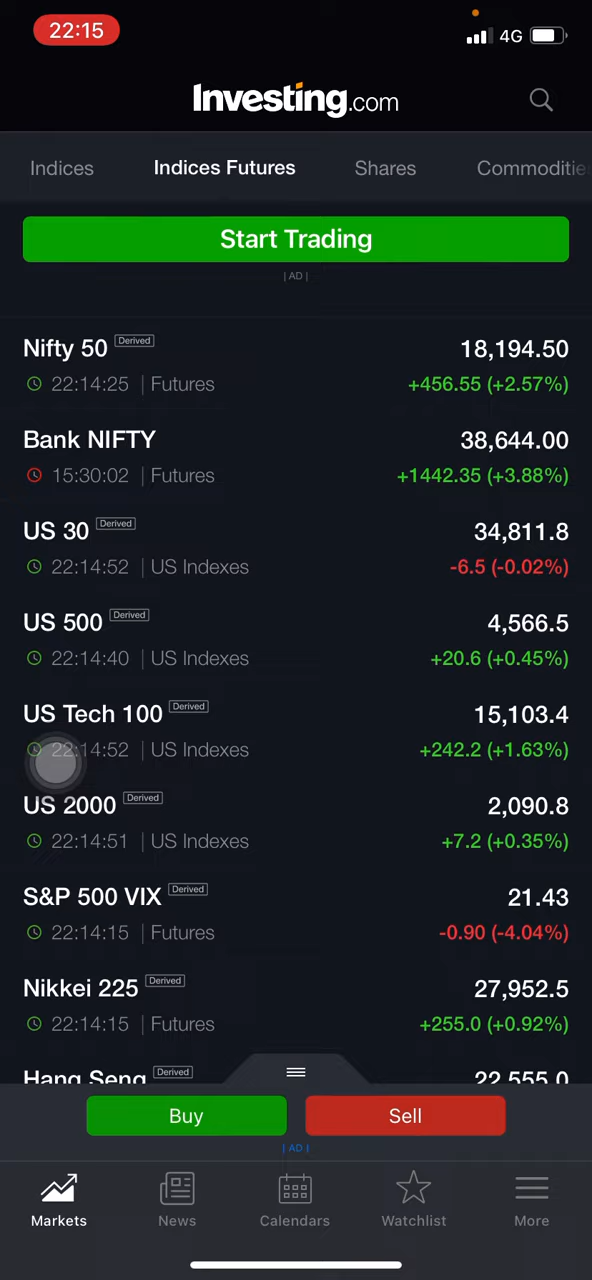 22:15
4G
Investing.com
Indices
Indices Futures
Shares
Commoditie
Start Trading
| AD |
Nifty 50 Derived
18,194.50
22:14:25 | Futures
+456.55 (+2.57%)
Bank NIFTY
38,644.00
15:30:02 | Futures
+1442.35 (+3.88%)
US 30 Derived
34,811.8
22:14:52 | US Indexes
-6.5 (-0.02%)
US 500 Derived
4,566.5
22:14:40 | US Indexes
+20.6 (+0.45%)
US Tech 100 Derived
15,103.4
22:14:52 | US Indexes
+242.2 (+1.63%)
US 2000 Derived
2,090.8
22:14:51 | US Indexes
+7.2 (+0.35%)
S&P 500 VIX Derived
21.43
22:14:15 | Futures
-0.90 (-4.04%)
Nikkei 225 Derived
27,952.5
22:14:15 | Futures
+255.0 (+0.92%)
Hang Seng Derived
22,555.0
Buy
Sell
| AD |
Markets
News
Calendars
Watchlist
More